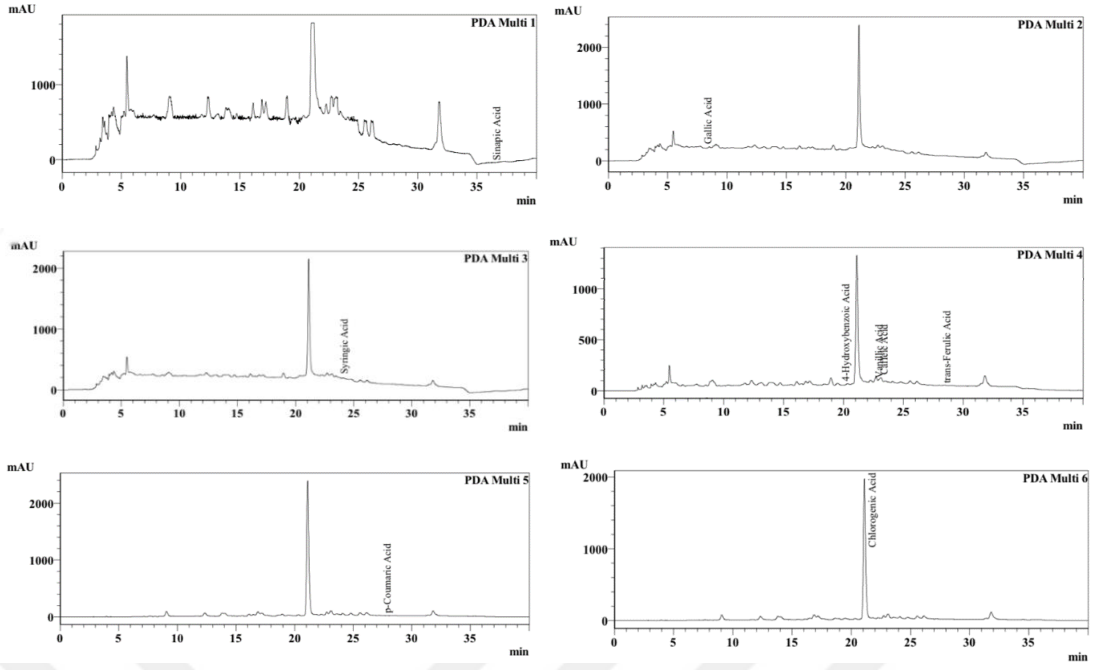 mAU
PDA Multi 1
1000
0
Sinapic Acid
0 5 10 15 20 25 30 35
min
mAU
PDA Multi 2
2000
1000
0
Gallic Acid
0 5 10 15 20 25 30 35
min
mAU
PDA Multi 3
2000
1000
0
Syringic Acid
0 5 10 15 20 25 30 35
min
mAU
PDA Multi 4
1000
500
0
4-Hydroxybenzoic Acid
Vanillic Acid
Caffeic Acid
trans-Ferulic Acid
0 5 10 15 20 25 30 35
min
mAU
PDA Multi 5
2000
1000
0
p-Coumaric Acid
0 5 10 15 20 25 30 35
min
mAU
PDA Multi 6
2000
1000
0
Chlorogenic Acid
0 5 10 15 20 25 30 35
min